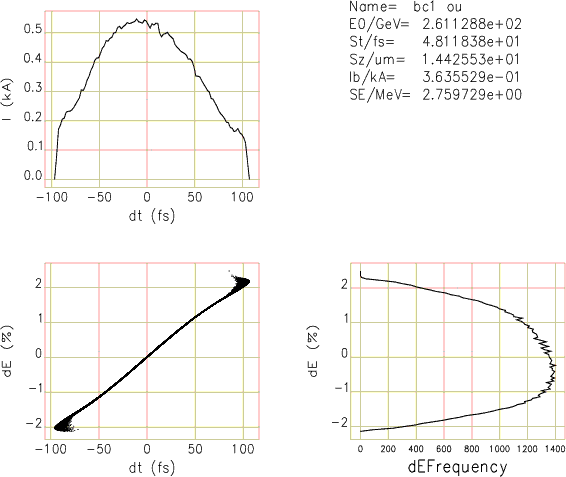 Name= bc1 ou
E0/GeV= 2.611288e+02
St/fs= 4.811838e+01
Sz/um= 1.442553e+01
Ib/kA= 3.635529e-01
SE/MeV= 2.759729e+00
I (kA)
0.5
0.4
0.3
0.2
0.1
0.0
-100 -50 0 50 100
dt (fs)
dE (%)
2
1
0
-1
-2
-100 -50 0 50 100
dt (fs)
dE (%)
2
1
0
-1
-2
0 200 400 600 800 1000 1200 1400
dEFrequency